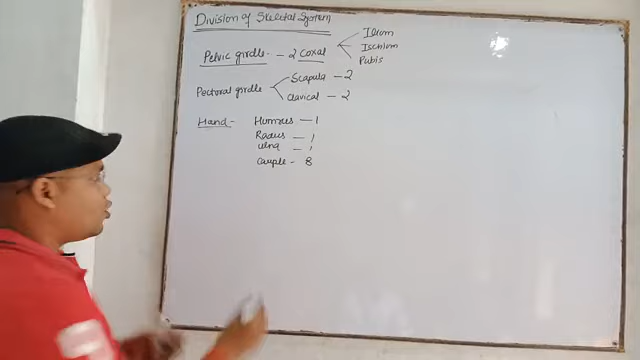 Division of Skeletal System
Pelvic girdle - 2 coxal
Ilium
Ischium
Pubis
Pectoral girdle
Scapula - 2
Clavical - 2
Hand -
Humrus - 1
Radius - 1
ulna - 1
Carple - 8